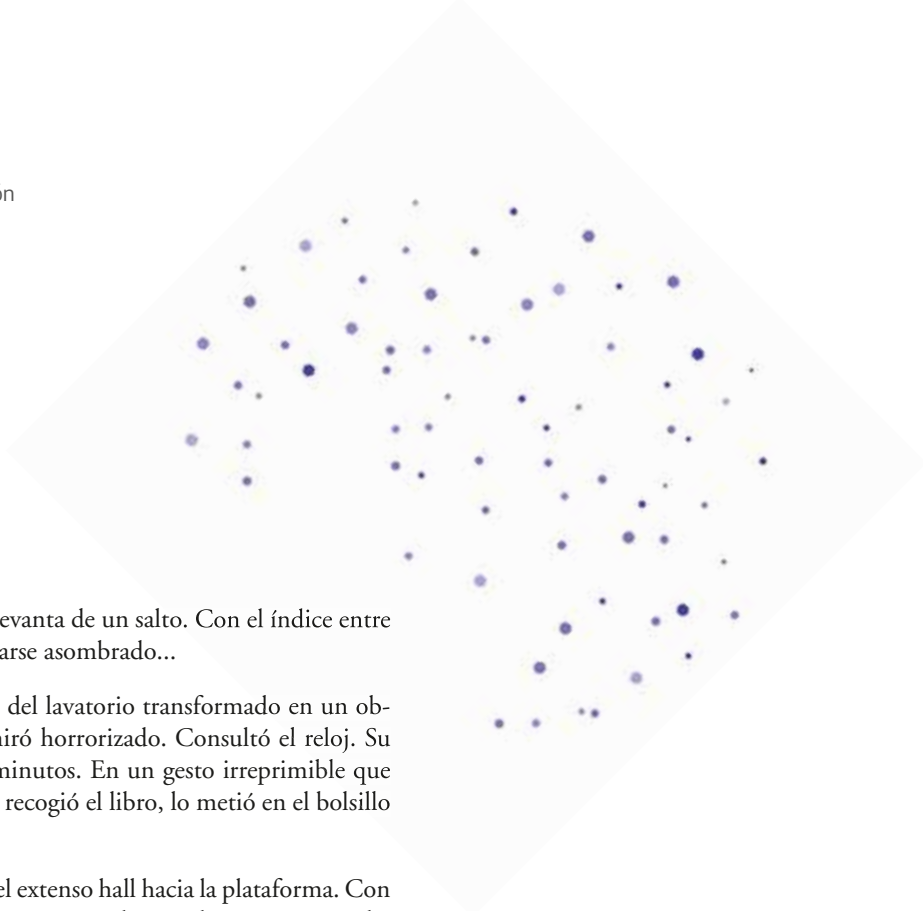 on
evanta de un salto. Con el índice entre
arse asombrado...
del lavatorio transformado en un ob-
iró horrorizado. Consultó el reloj. Su
minutos. En un gesto irreprimible que
recogió el libro, lo metió en el bolsillo
el extenso hall hacia la plataforma. Con